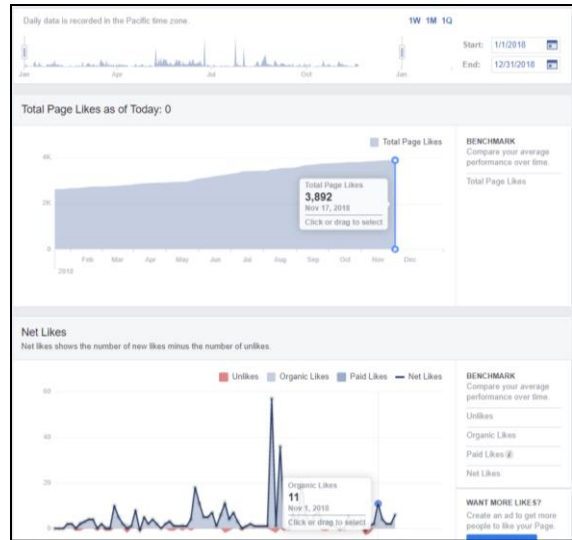 Daily data is recorded in the Pacific time zone.
1W 1M 1Q
Start: 1/1/2018
End: 12/31/2018
Jan Apr Jul Oct Jan
Total Page Likes as of Today: 0
Total Page Likes
BENCHMARK
Compare your average
performance over time.
Total Page Likes
4K
2K
0
Total Page Likes
3,892
Nov 17, 2018
Click or drag to select
Feb Mar Apr May Jun Jul Aug Sep Oct Nov Dec
2018
Net Likes
Net likes shows the number of new likes minus the number of unlikes.
Unlikes Organic Likes Paid Likes Net Likes
BENCHMARK
Compare your average
performance over time.
Unlikes
Organic Likes
Paid Likes
Net Likes
60
40
20
0
Organic Likes
11
Nov 1, 2018
Click or drag to select
WANT MORE LIKES?
Create an ad to get more
people to like your Page.